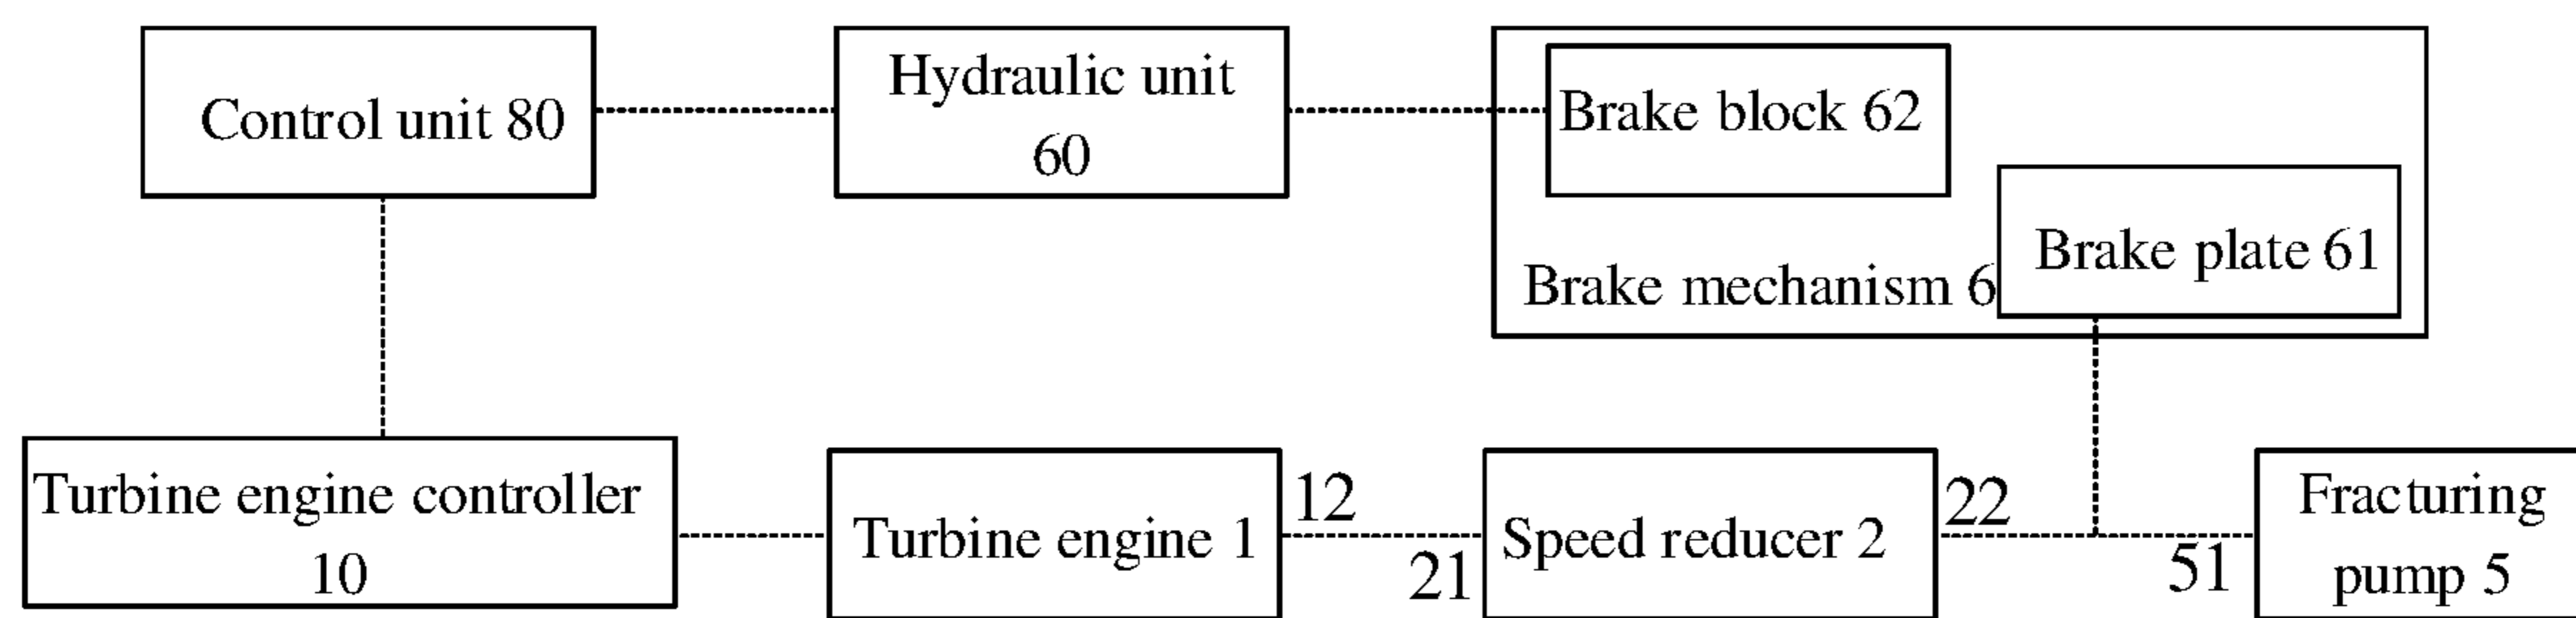 Control unit 80
Hydraulic unit
60
Brake block 62
Brake plate 61
Brake mechanism 6
Turbine engine controller
10
Turbine engine 1
12
21
Speed reducer 2
22
51
Fracturing
pump 5